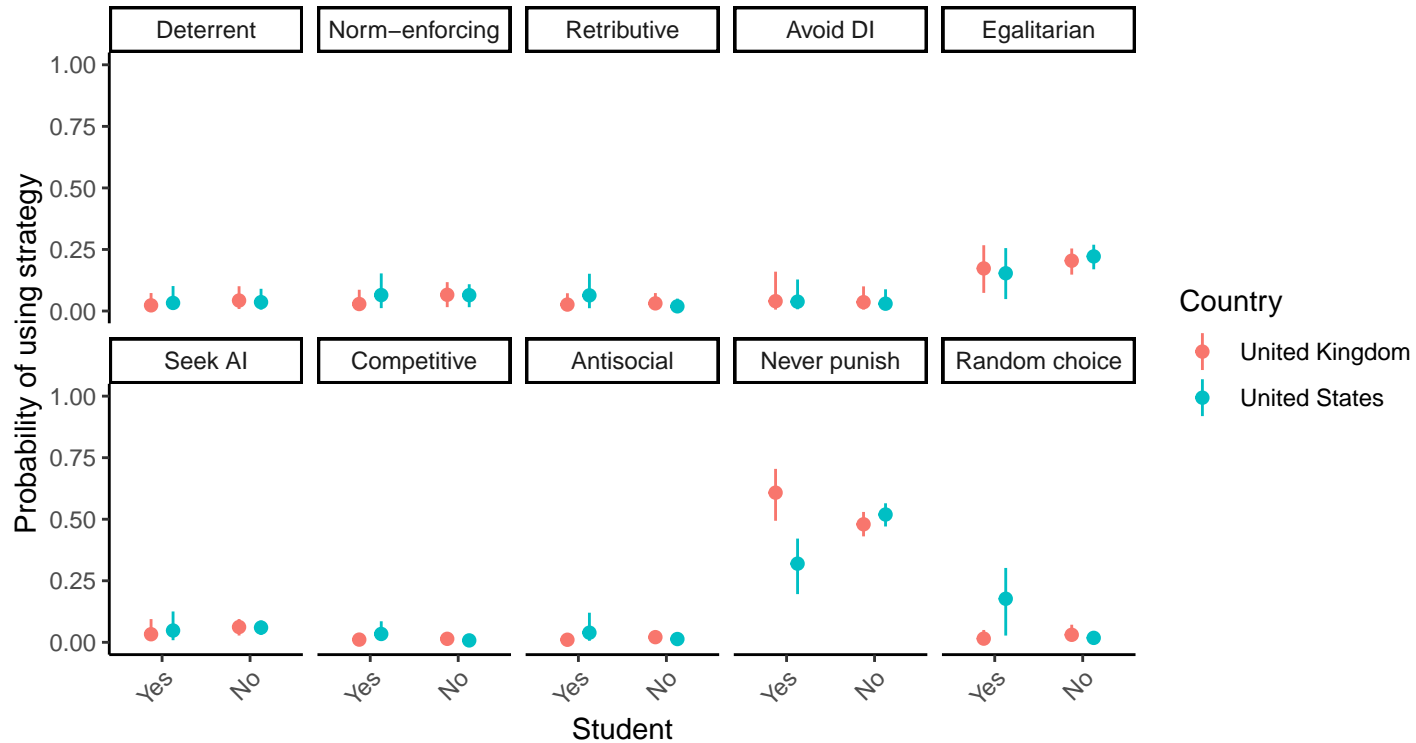 Deterrent Norm−enforcing Retributive Avoid DI Egalitarian
1.00
0.75
0.50
0.25
0.00
Seek AI Competitive Antisocial Never punish Random choice
1.00
0.75
0.50
0.25
0.00
Yes No Yes No Yes No Yes No Yes No
Student
Probability of using strategy
Country
United Kingdom
United States